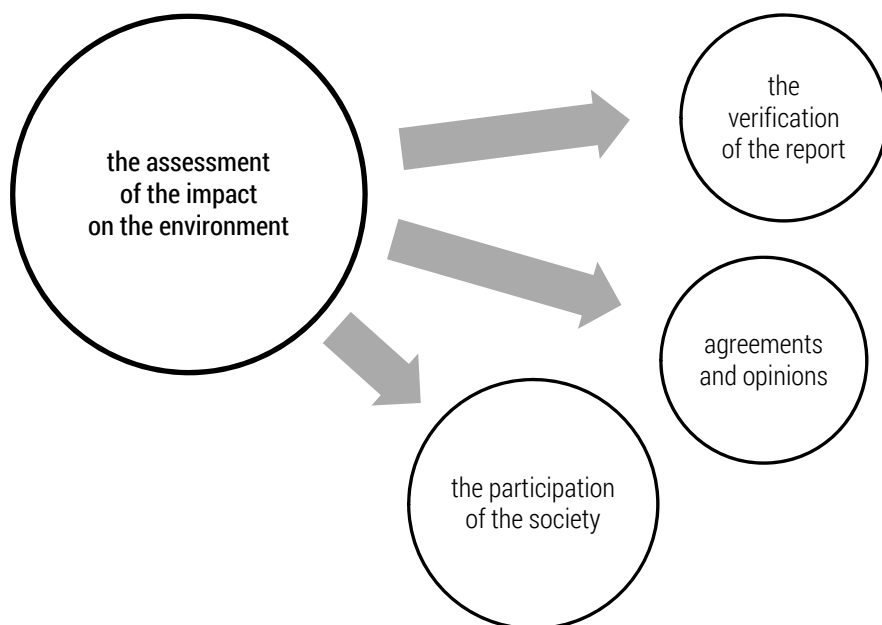 the assessment
of the impact
on the environment
the
verification
of the report
agreements
and opinions
the participation
of the society